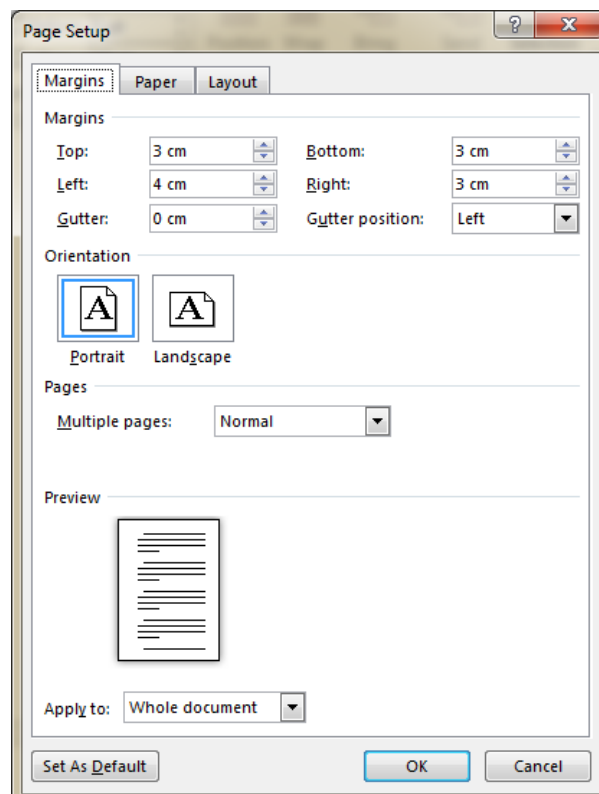 Page Setup
?
Margins Paper Layout
Margins
Top: 3 cm Bottom: 3 cm
Left: 4 cm Right: 3 cm
Gutter: 0 cm Gutter position: Left
Orientation
A A
Portrait Landscape
Pages
Multiple pages: Normal
Preview
Apply to: Whole document
Set As Default OK Cancel